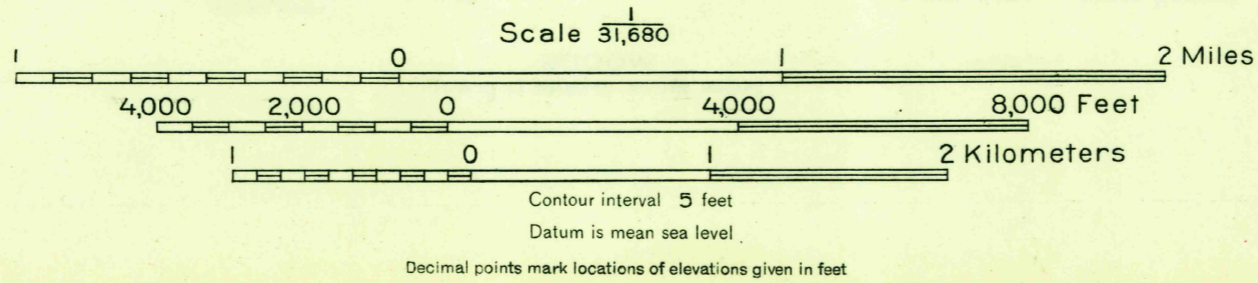 Scale 1/31,680
1 0 1 2 Miles
4,000 2,000 0 4,000 8,000 Feet
1 0 1 2 Kilometers
Contour interval 5 feet
Datum is mean sea level
Decimal points mark locations of elevations given in feet